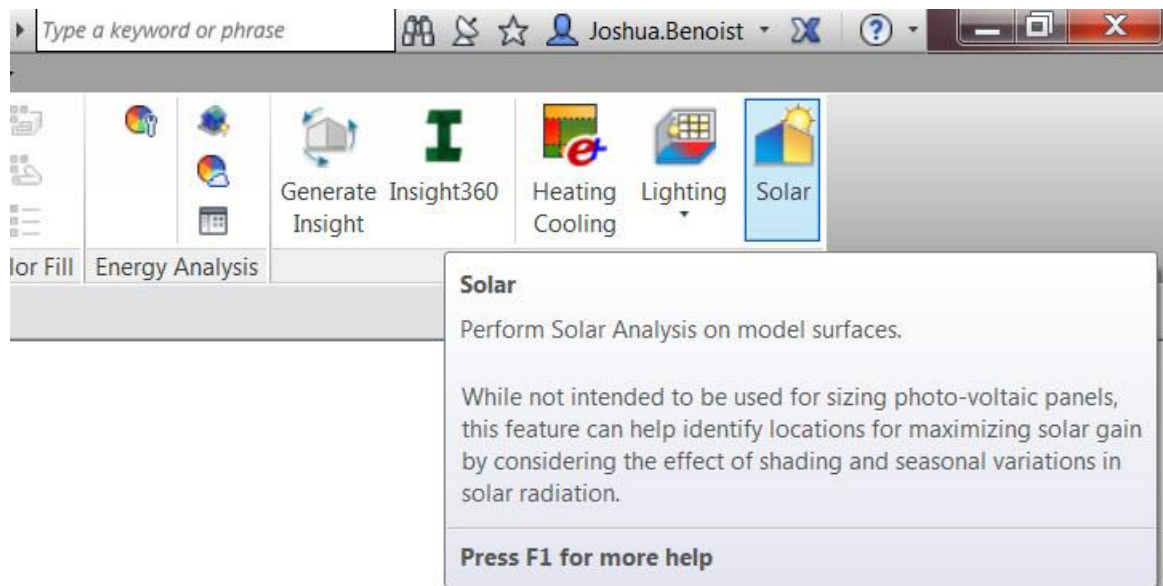 Type a keyword or phrase
Joshua.Benoist
Generate Insight360 Heating Lighting Solar
Insight Cooling
lor Fill Energy Analysis
Solar
Perform Solar Analysis on model surfaces.
While not intended to be used for sizing photo-voltaic panels,
this feature can help identify locations for maximizing solar gain
by considering the effect of shading and seasonal variations in
solar radiation.
Press F1 for more help